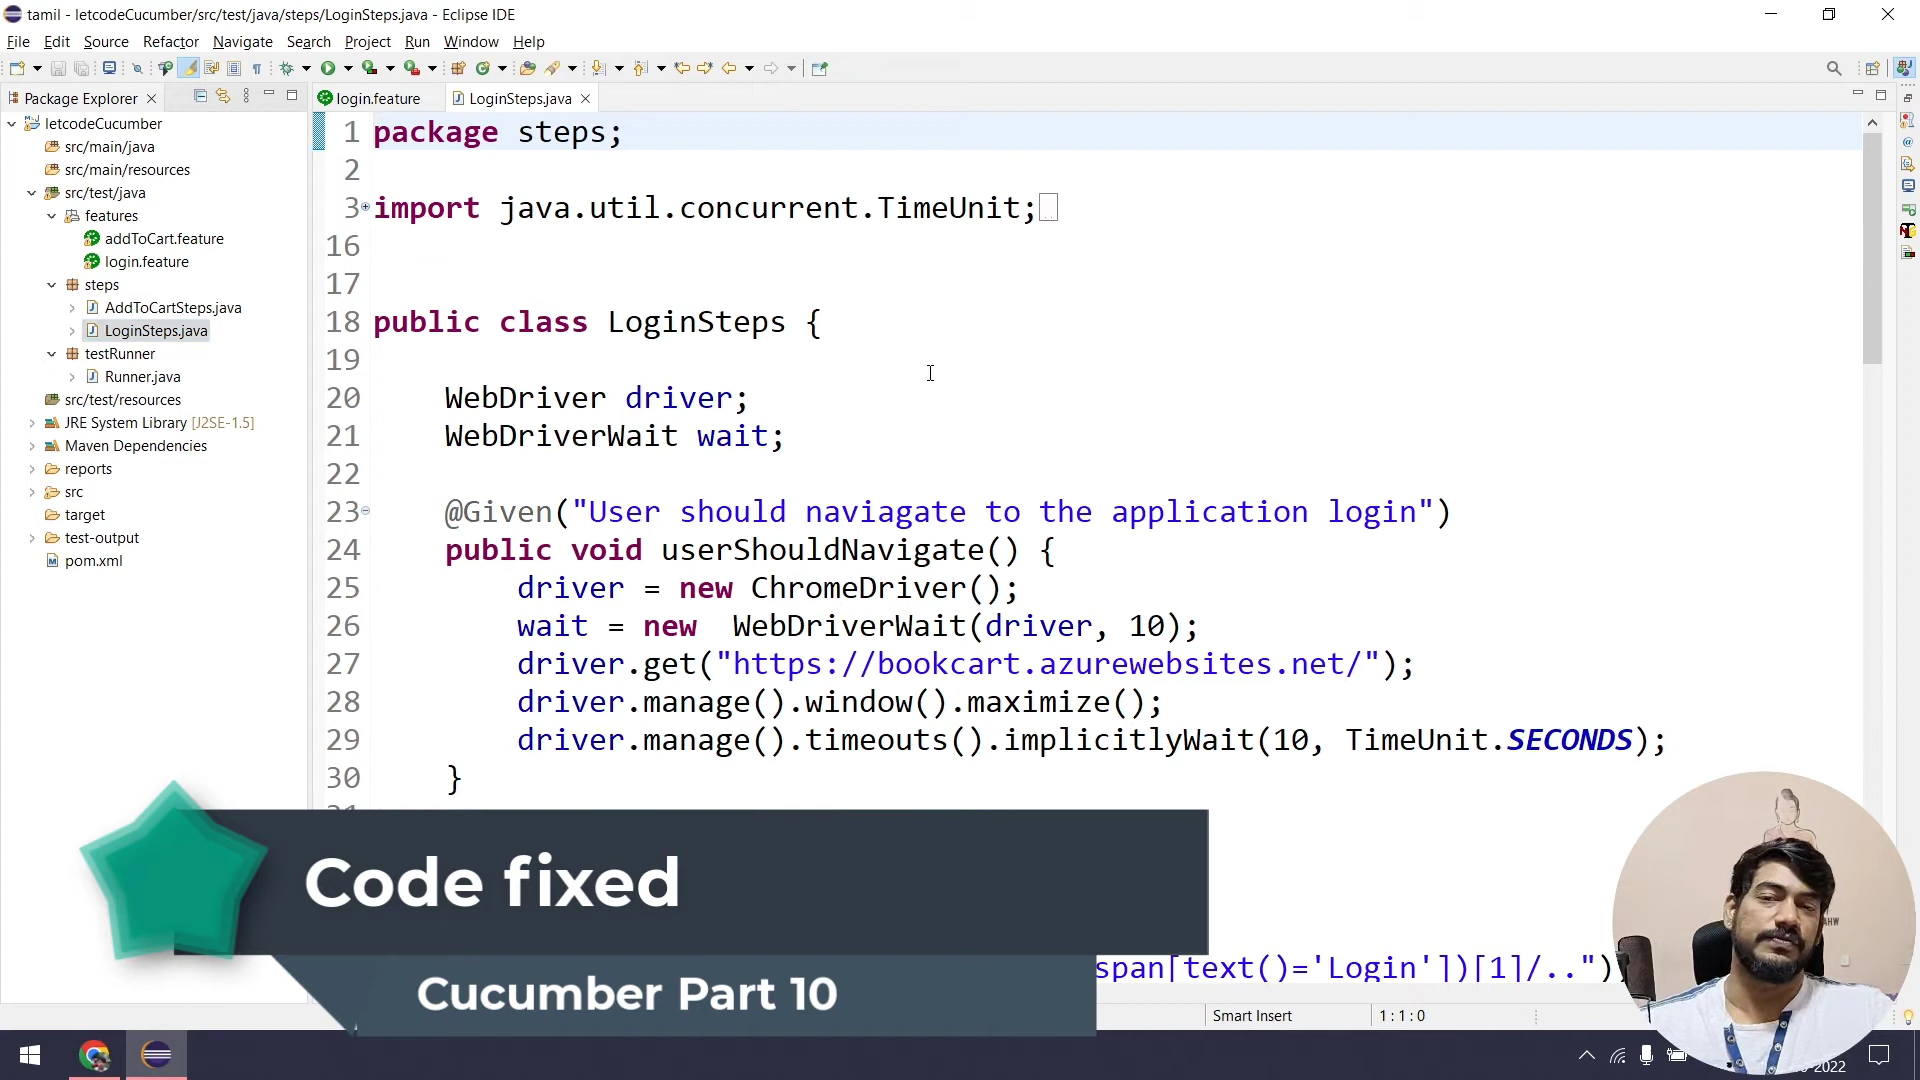 tamil - letcodeCucumber/src/test/java/steps/LoginSteps.java - Eclipse IDE
File Edit Source Refactor Navigate Search Project Run Window Help
Package Explorer
login.feature
LoginSteps.java
letcodeCucumber
src/main/java
src/main/resources
src/test/java
features
addToCart.feature
login.feature
steps
AddToCartSteps.java
LoginSteps.java
testRunner
Runner.java
src/test/resources
JRE System Library [J2SE-1.5]
Maven Dependencies
reports
src
target
test-output
pom.xml
1 package steps;
2
3 import java.util.concurrent.TimeUnit;
16
17
18 public class LoginSteps {
19
20 WebDriver driver;
21 WebDriverWait wait;
22
23 @Given("User should naviagate to the application login")
24 public void userShouldNavigate() {
25 driver = new ChromeDriver();
26 wait = new  WebDriverWait(driver, 10);
27 driver.get("https://bookcart.azurewebsites.net/");
28 driver.manage().window().maximize();
29 driver.manage().timeouts().implicitlyWait(10, TimeUnit.SECONDS);
30 }
span[text()='Login'])[1]/.."))
Code fixed
Cucumber Part 10
Smart Insert
1 : 1 : 0
-2022